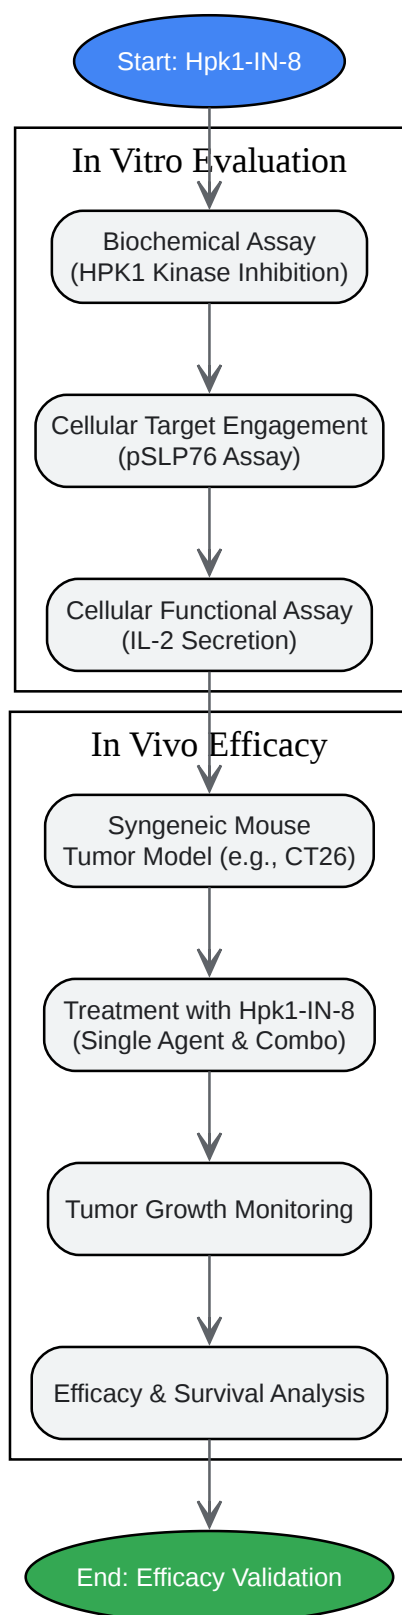 Start: Hpk1-IN-8
In Vitro Evaluation
Biochemical Assay
(HPK1 Kinase Inhibition)
Cellular Target Engagement
(pSLP76 Assay)
Cellular Functional Assay
(IL-2 Secretion)
In Vivo Efficacy
Syngeneic Mouse
Tumor Model (e.g., CT26)
Treatment with Hpk1-IN-8
(Single Agent & Combo)
Tumor Growth Monitoring
Efficacy & Survival Analysis
End: Efficacy Validation